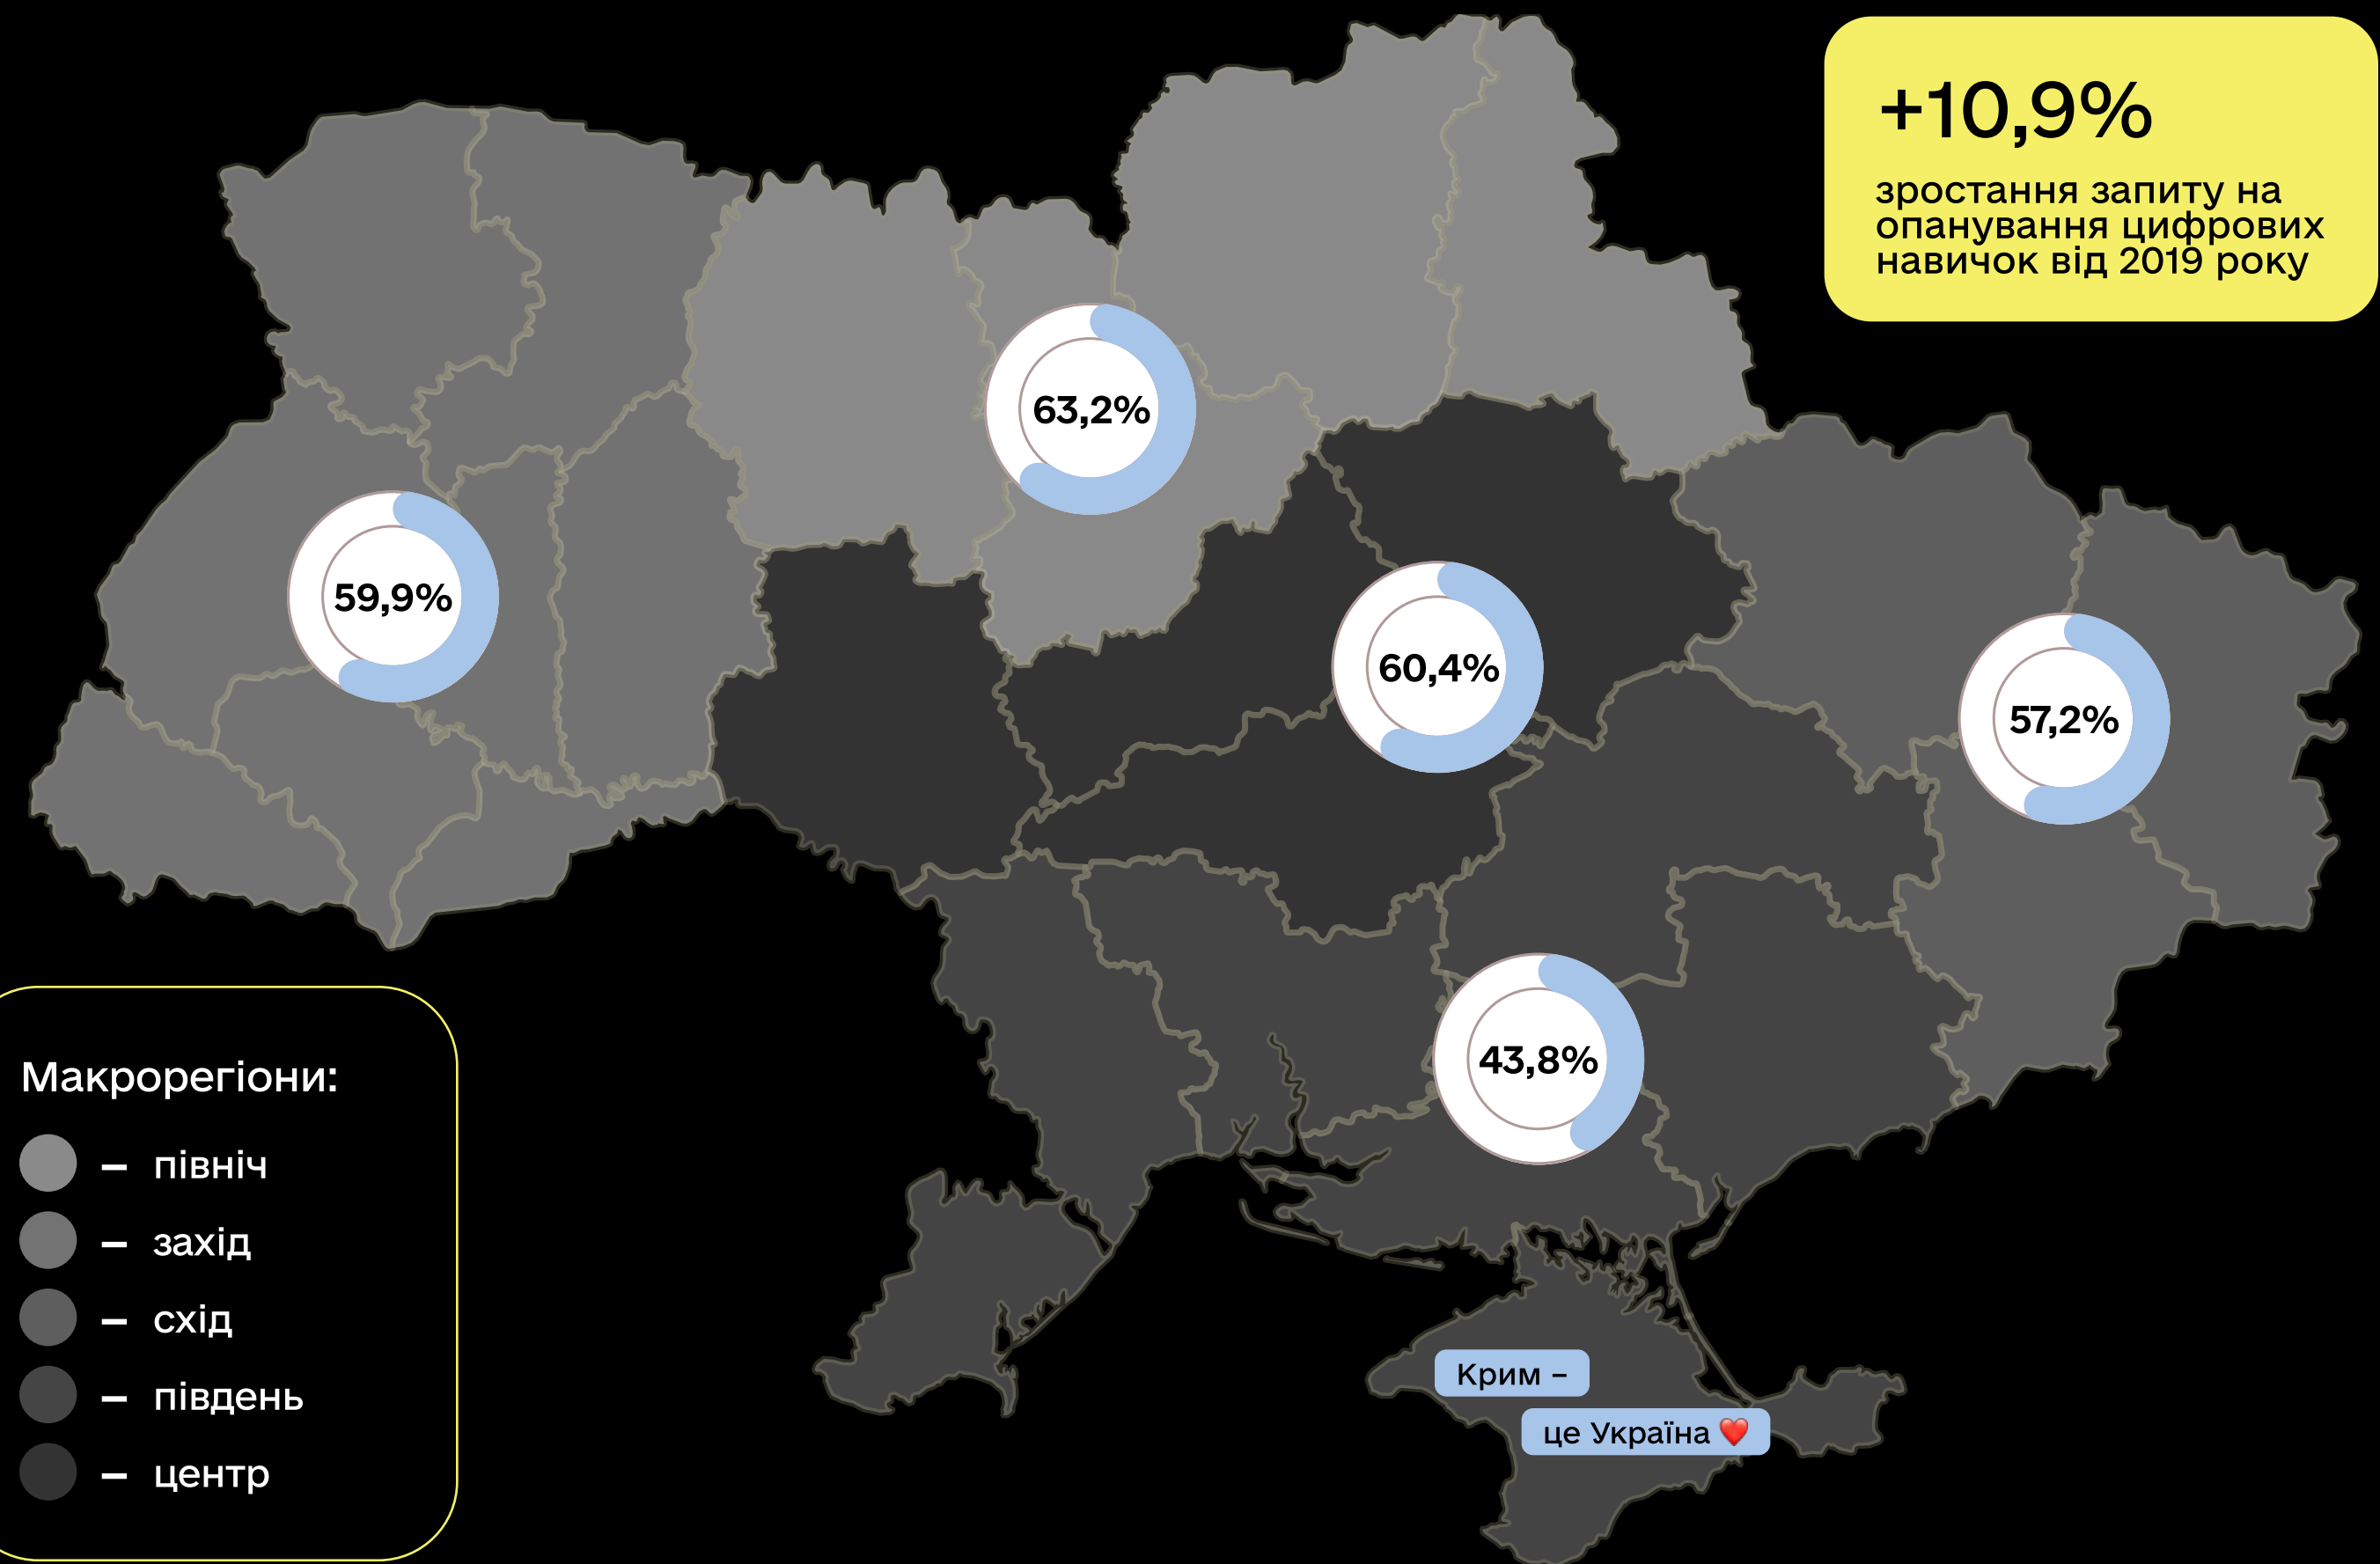 +10,9%
зростання запиту на
опанування цифрових
навичок від 2019 року
63,2%
59,9%
60,4%
57,2%
43,8%
Крим –
це Україна ❤️
Макрорегіони:
– північ
– захід
– схід
– південь
– центр